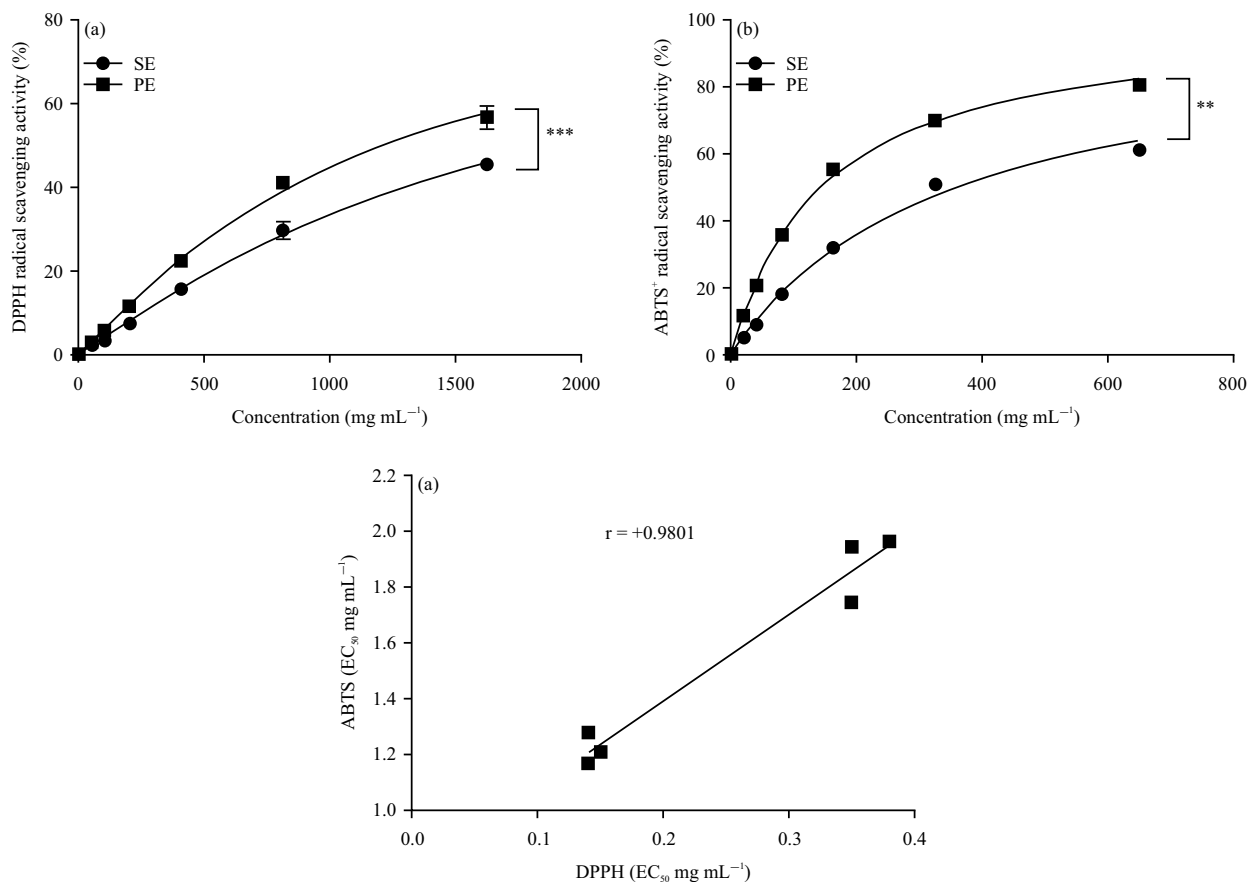 (a)
SE
PE
DPPH radical scavenging activity (%)
80
60
40
20
0
***
0 500 1000 1500 2000
Concentration (mg mL⁻¹)
(b)
SE
PE
ABTS⁺ radical scavenging activity (%)
100
80
60
40
20
0
**
0 200 400 600 800
Concentration (mg mL⁻¹)
(a)
r = +0.9801
ABTS (EC₅₀ mg mL⁻¹)
2.2
2.0
1.8
1.6
1.4
1.2
1.0
0.0 0.1 0.2 0.3 0.4
DPPH (EC₅₀ mg mL⁻¹)